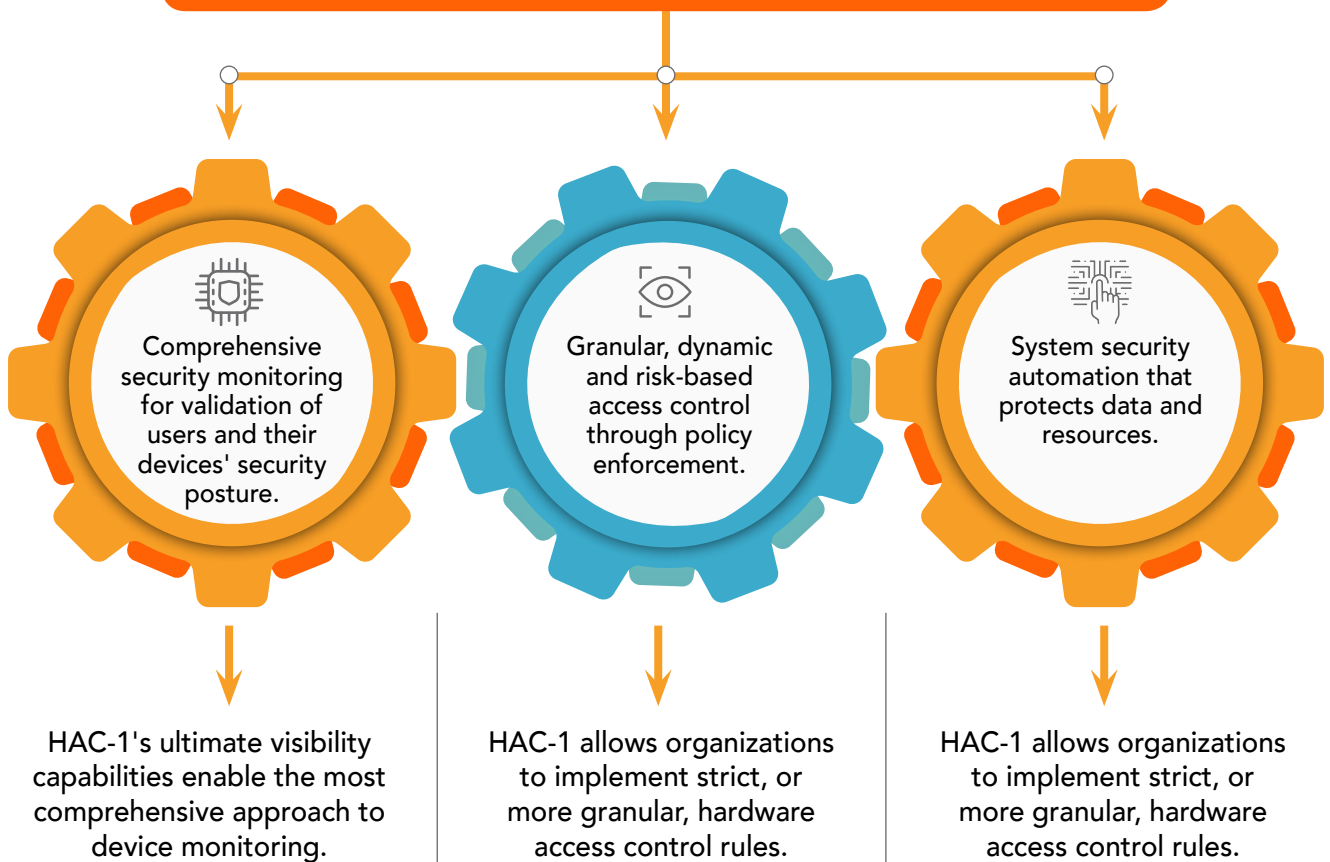 Comprehensive
security monitoring
for validation of
users and their
devices' security
posture.
Granular, dynamic
and risk-based
access control
through policy
enforcement.
System security
automation that
protects data and
resources.
HAC-1's ultimate visibility
capabilities enable the most
comprehensive approach to
device monitoring.
HAC-1 allows organizations
to implement strict, or
more granular, hardware
access control rules.
HAC-1 allows organizations
to implement strict, or
more granular, hardware
access control rules.